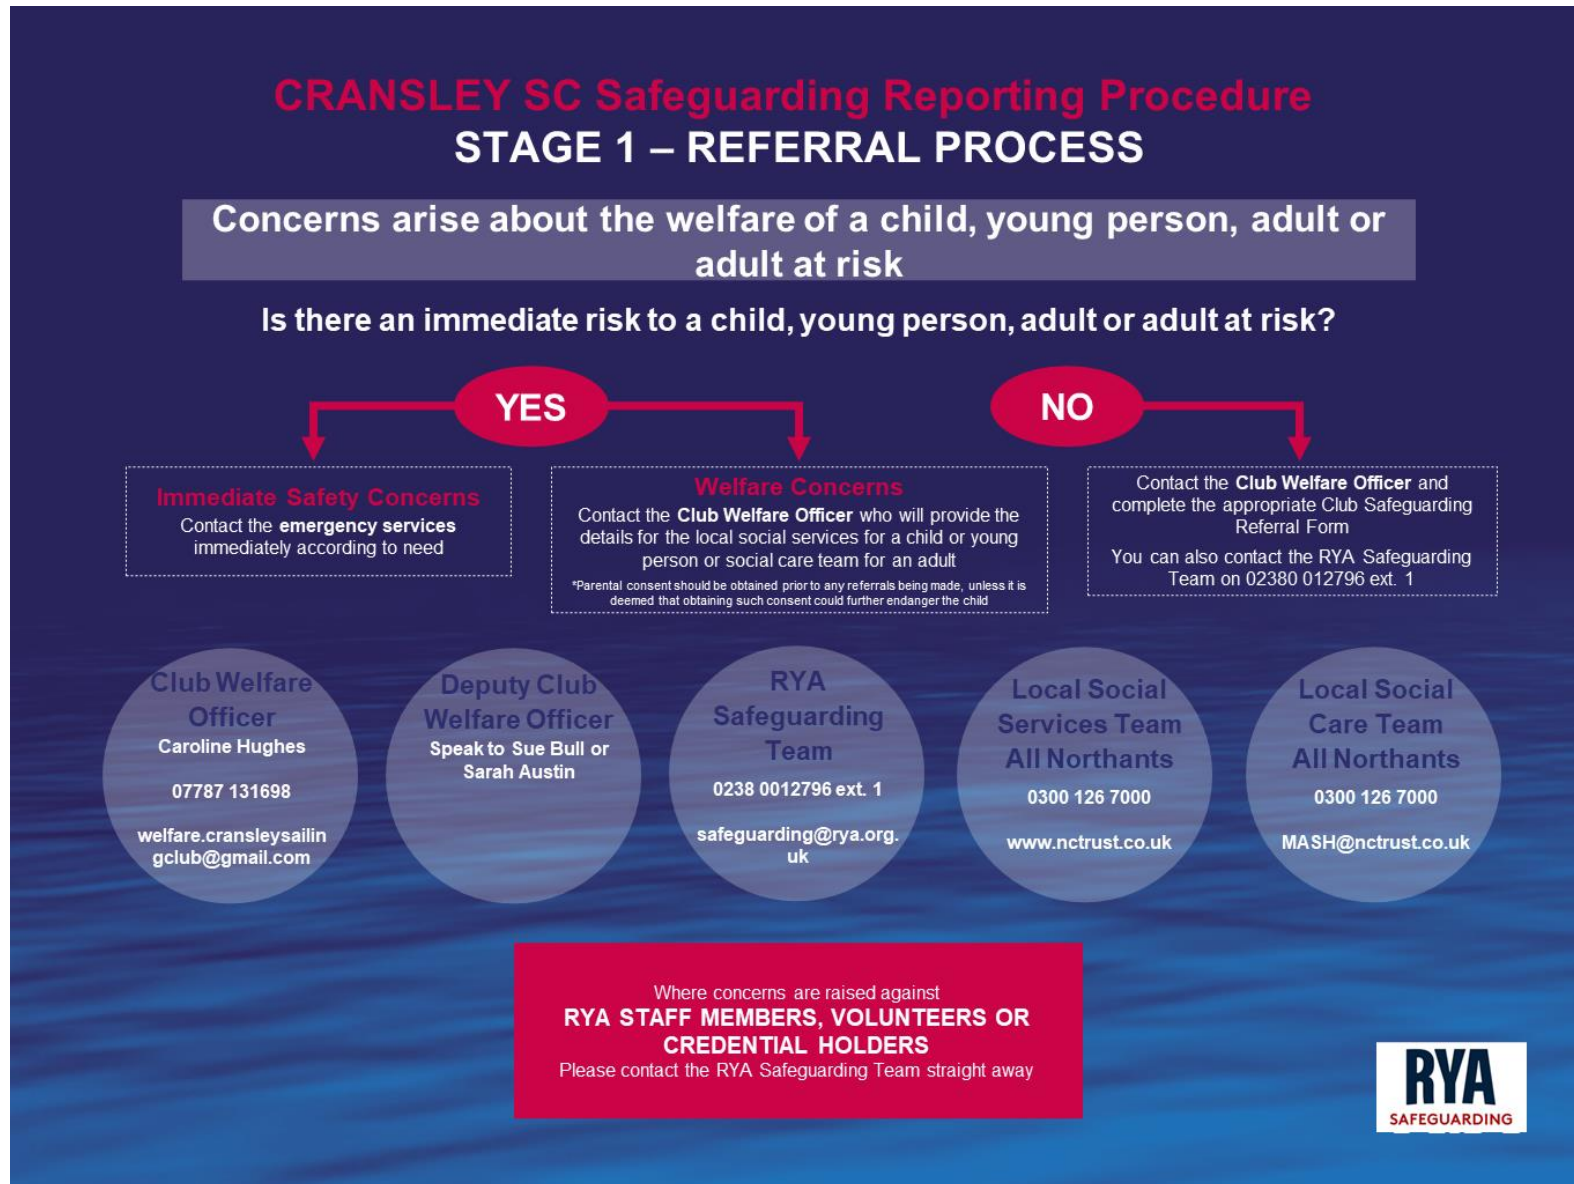 CRANSLEY SC Safeguarding Reporting Procedure
STAGE 1 – REFERRAL PROCESS
Concerns arise about the welfare of a child, young person, adult or
adult at risk
Is there an immediate risk to a child, young person, adult or adult at risk?
YES
NO
Immediate Safety Concerns
Contact the emergency services
immediately according to need
Welfare Concerns
Contact the Club Welfare Officer who will provide the
details for the local social services for a child or young
person or social care team for an adult
*Parental consent should be obtained prior to any referrals being made, unless it is
deemed that obtaining such consent could further endanger the child
Contact the Club Welfare Officer and
complete the appropriate Club Safeguarding
Referral Form
You can also contact the RYA Safeguarding
Team on 02380 012796 ext. 1
Club Welfare
Officer
Caroline Hughes
07787 131698
welfare.cransleysailin
gclub@gmail.com
Deputy Club
Welfare Officer
Speak to Sue Bull or
Sarah Austin
RYA
Safeguarding
Team
0238 0012796 ext. 1
safeguarding@rya.org.
uk
Local Social
Services Team
All Northants
0300 126 7000
www.nctrust.co.uk
Local Social
Care Team
All Northants
0300 126 7000
MASH@nctrust.co.uk
Where concerns are raised against
RYA STAFF MEMBERS, VOLUNTEERS OR
CREDENTIAL HOLDERS
Please contact the RYA Safeguarding Team straight away
RYA
SAFEGUARDING